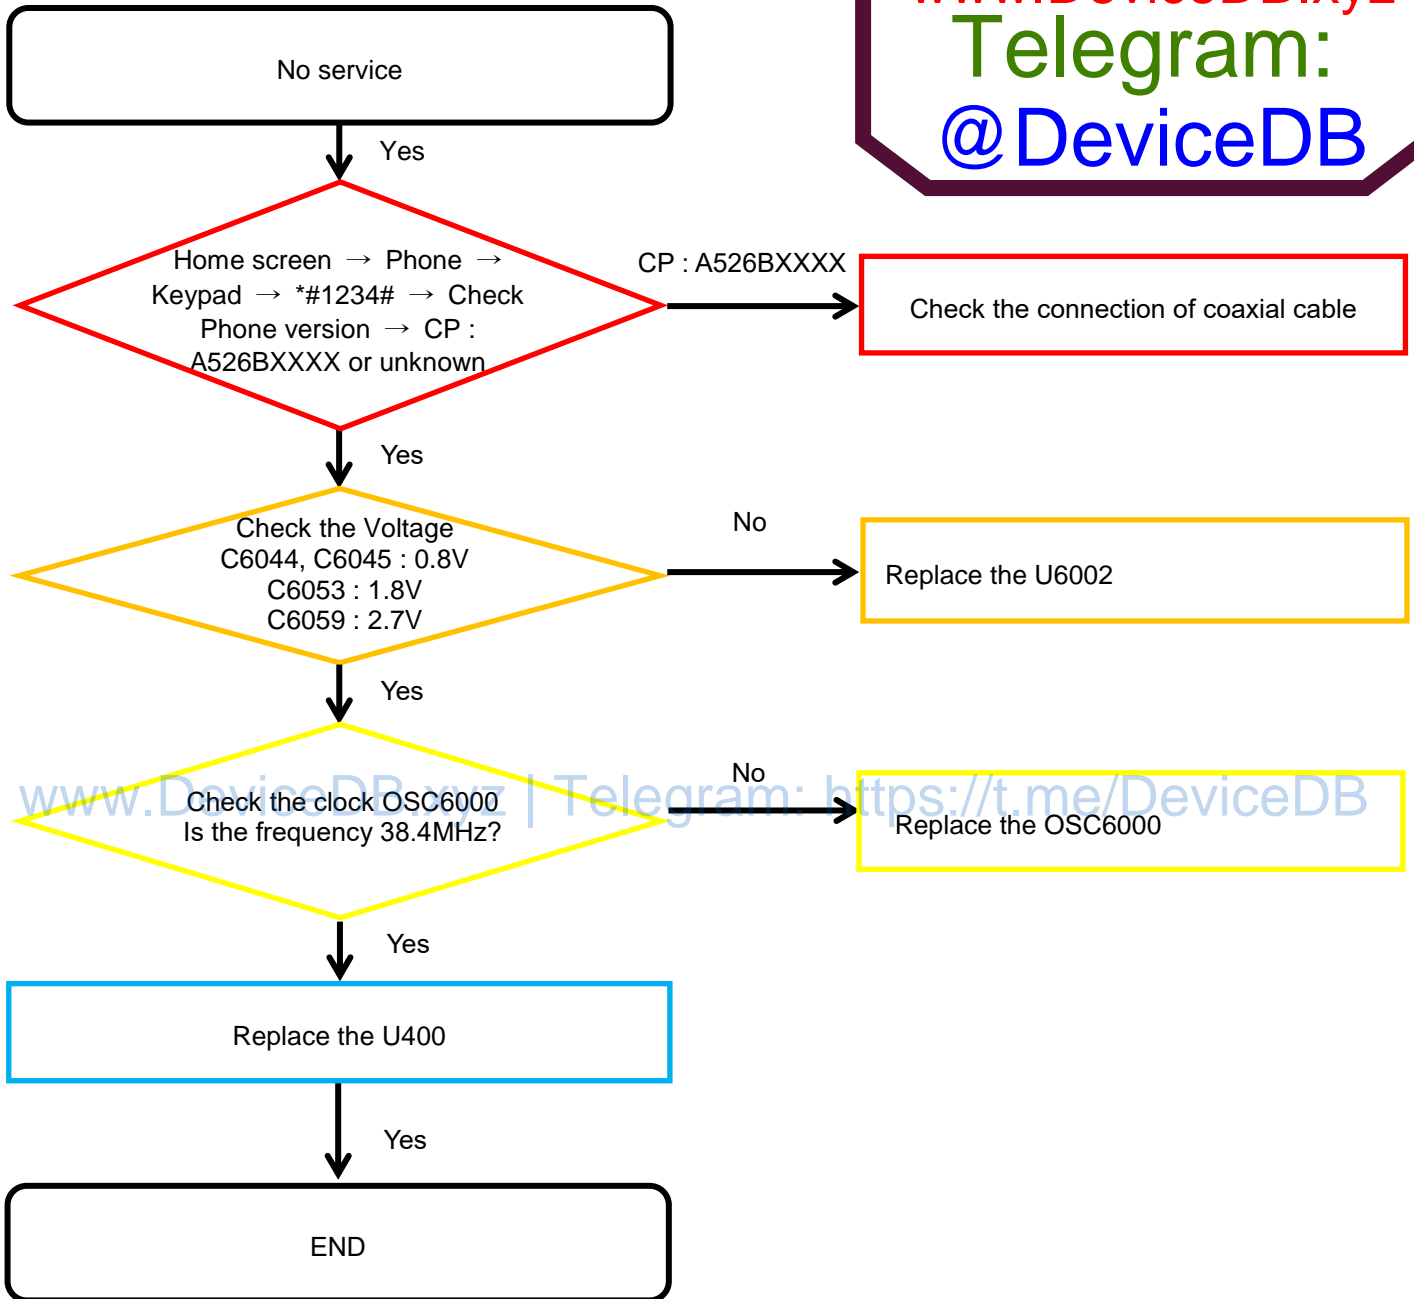 Telegram:
@DeviceDB
No service
Yes
Home screen → Phone →
Keypad → *#1234# → Check
Phone version → CP :
A526BXXXX or unknown
CP : A526BXXXX
Check the connection of coaxial cable
Yes
Check the Voltage
C6044, C6045 : 0.8V
C6053 : 1.8V
C6059 : 2.7V
No
Replace the U6002
Yes
www.DeviceDB.xyz | Telegram: https://t.me/DeviceDB
Check the clock OSC6000
Is the frequency 38.4MHz?
No
Replace the OSC6000
Yes
Replace the U400
Yes
END